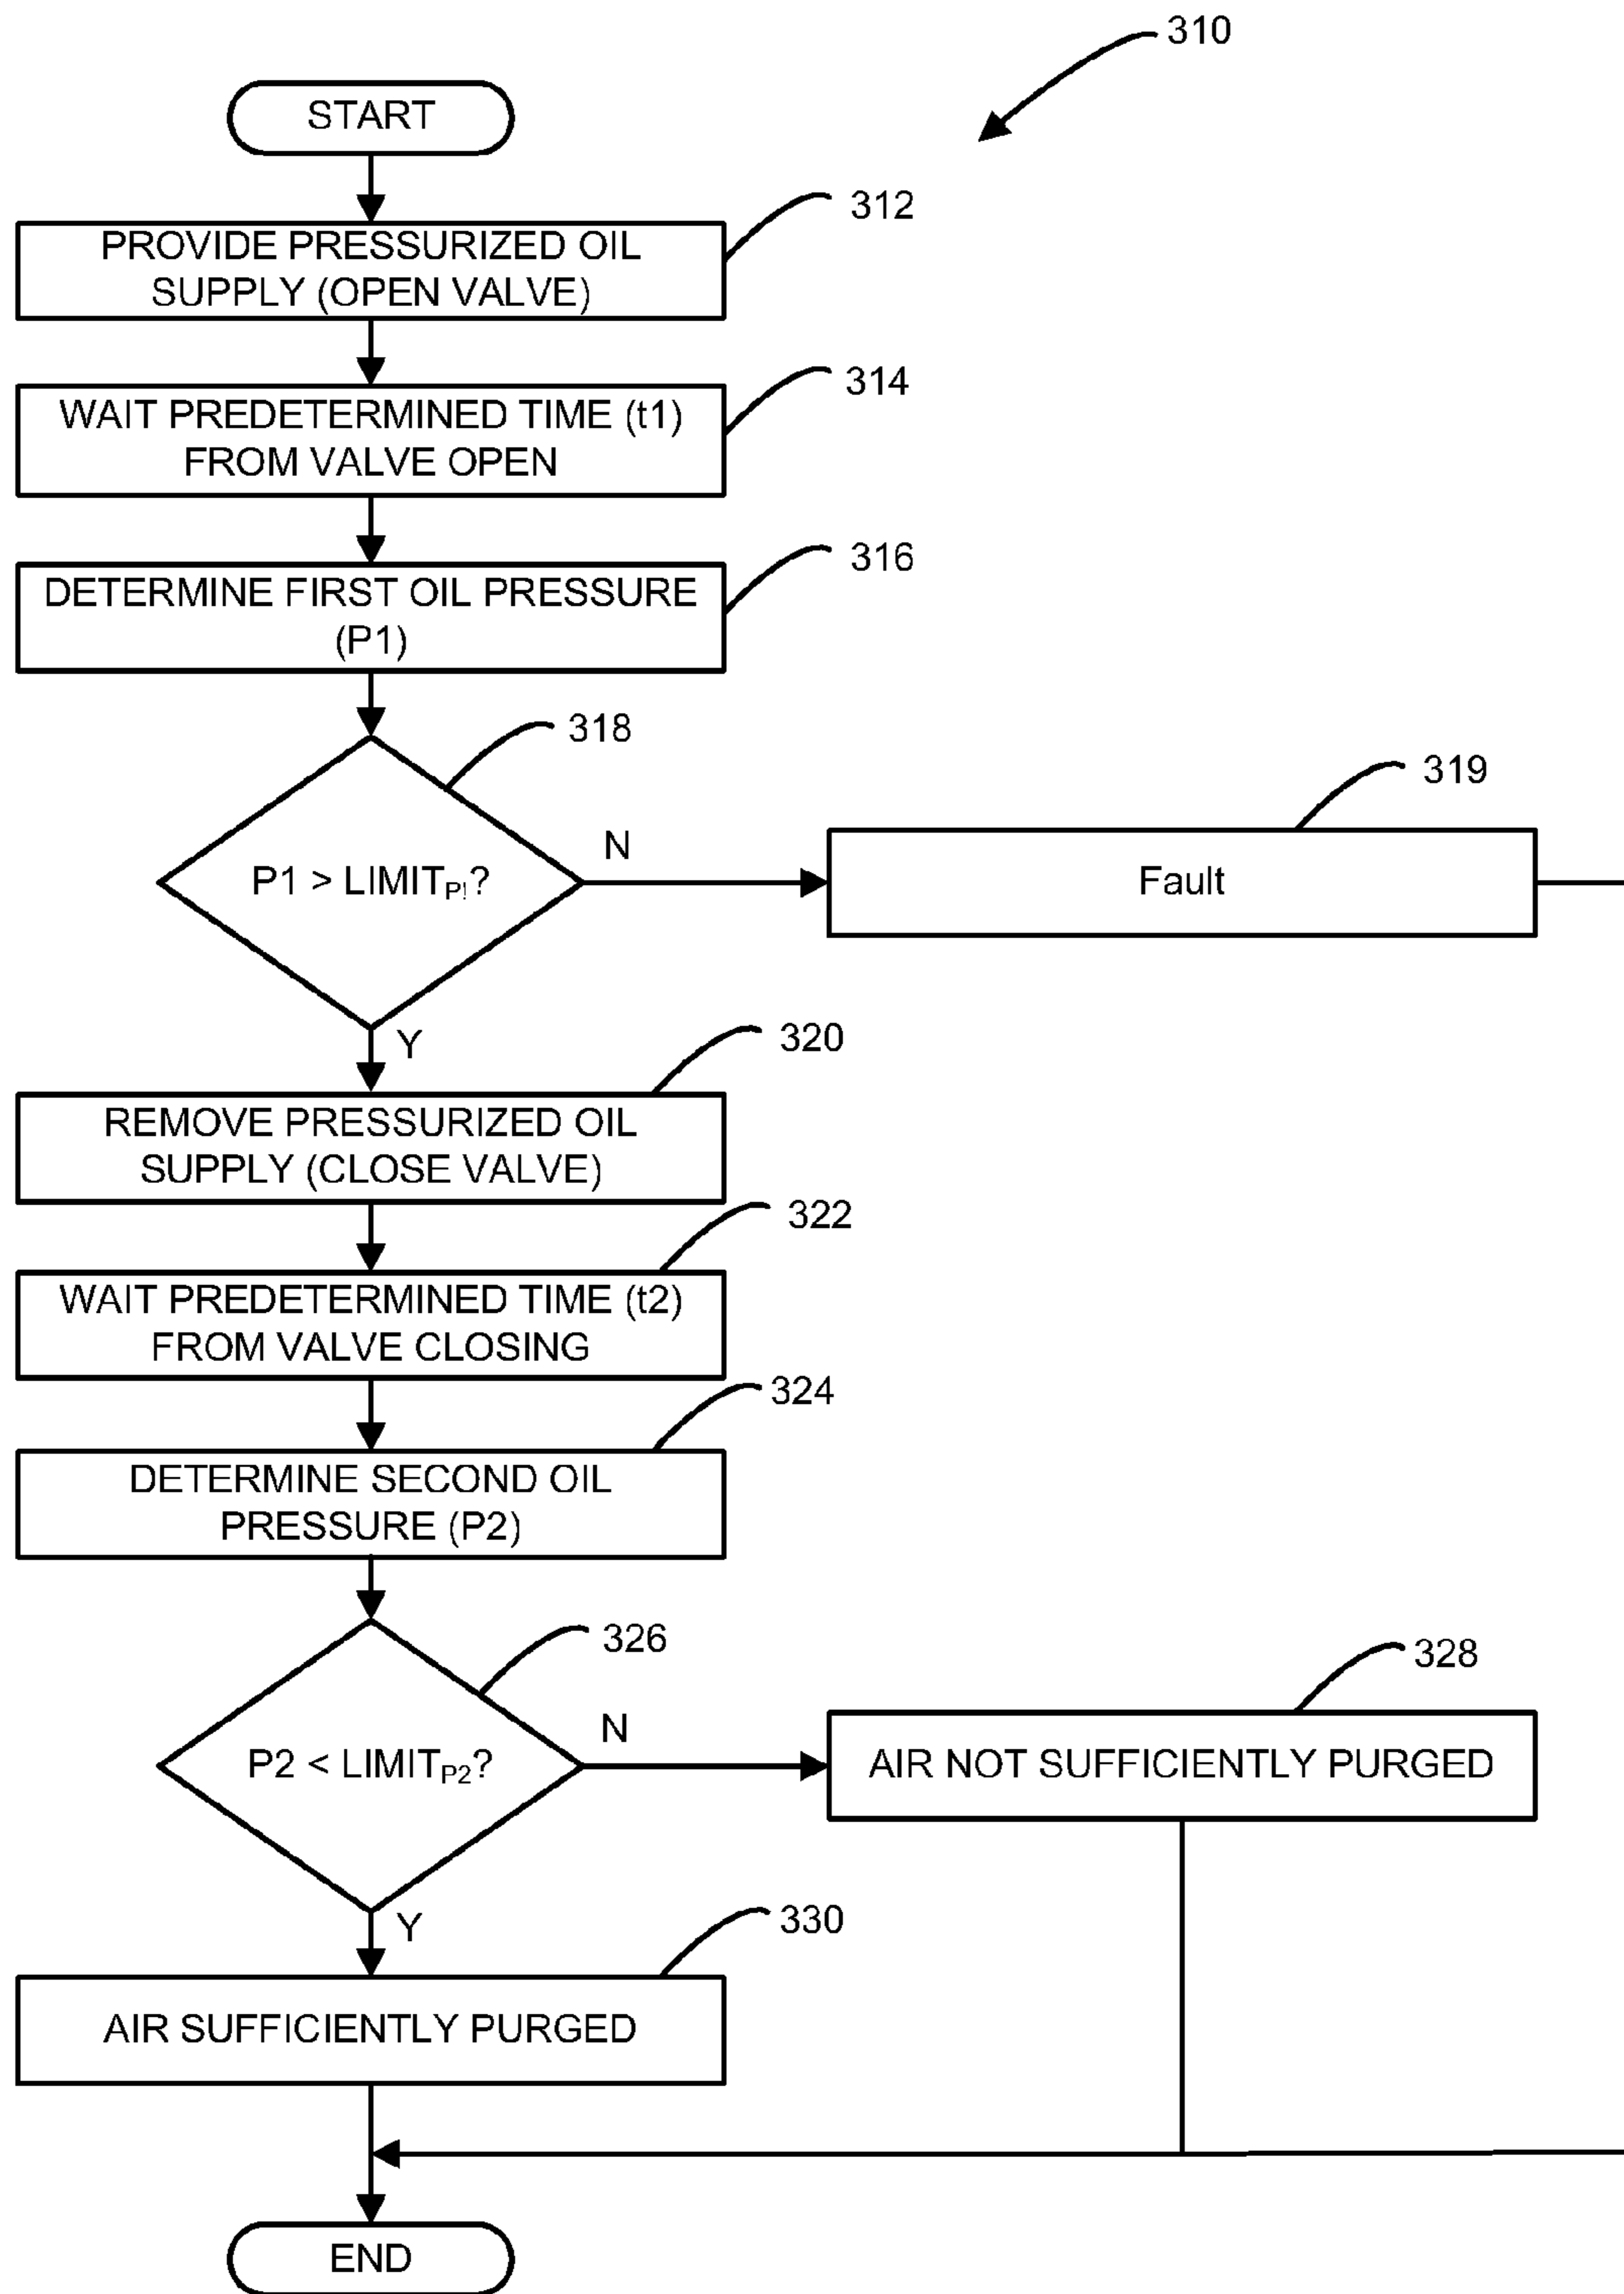 310
START
312
PROVIDE PRESSURIZED OIL
SUPPLY (OPEN VALVE)
314
WAIT PREDETERMINED TIME (t1)
FROM VALVE OPEN
316
DETERMINE FIRST OIL PRESSURE
(P1)
318
319
P1 > LIMITP!?
N
Fault
Y
320
REMOVE PRESSURIZED OIL
SUPPLY (CLOSE VALVE)
322
WAIT PREDETERMINED TIME (t2)
FROM VALVE CLOSING
324
DETERMINE SECOND OIL
PRESSURE (P2)
326
328
P2 < LIMITP2?
N
AIR NOT SUFFICIENTLY PURGED
Y
330
AIR SUFFICIENTLY PURGED
END